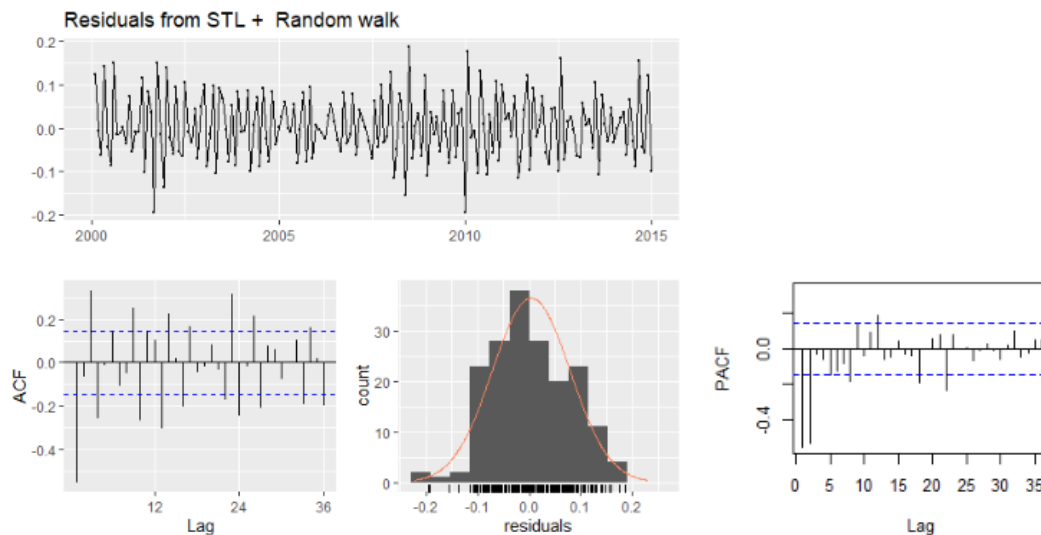 Residuals from STL + Random walk
0.2
0.1
0.0
-0.1
-0.2
2000 2005 2010 2015
ACF
0.2
0.0
-0.2
-0.4
12 24 36
Lag
count
30
20
10
0
-0.2 -0.1 0.0 0.1 0.2
residuals
PACF
0.0
-0.4
0 5 10 15 20 25 30 35
Lag